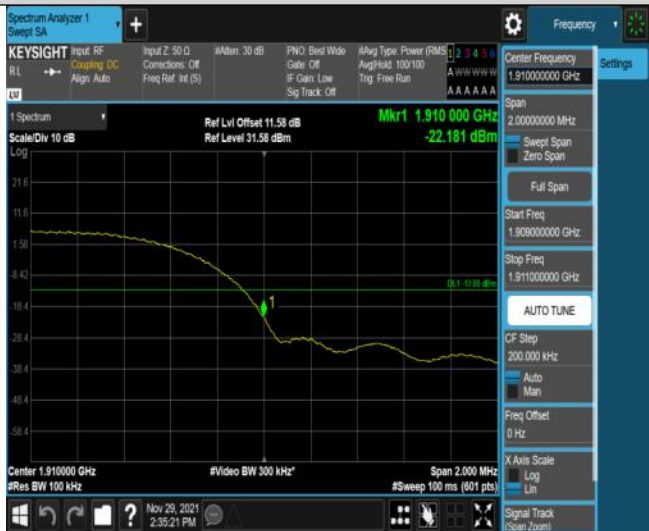 Spectrum Analyzer 1
Swept SA
+
Frequency
KEYSIGHT
Input: RF
Coupling: DC
Align: Auto
Input Z: 50 Ω
Corrections: Off
Freq Ref: Int (S)
#Atten: 30 dB
PNO: Best Wide
Gate: Off
IF Gain: Low
Sig Track: Off
#Avg Type: Power (RMS
Avg|Hold: 100/100
Trig: Free Run
1 2 3 4 5 6
A W W W W W
A A A A A A
R L
LXI
Center Frequency
1.910000000 GHz
Settings
Span
2.00000000 MHz
Swept Span
Zero Span
Full Span
Start Freq
1.909000000 GHz
Stop Freq
1.911000000 GHz
AUTO TUNE
CF Step
200.000 kHz
Auto
Man
Freq Offset
0 Hz
X Axis Scale
Log
Lin
Signal Track
(Span Zoom)
1 Spectrum
Scale/Div 10 dB
Log
Ref Lvl Offset 11.58 dB
Ref Level 31.58 dBm
Mkr1 1.910 000 GHz
-22.181 dBm
21.6
11.6
1.58
-8.42
DL1 -13.00 dBm
-18.4
1
-28.4
-38.4
-48.4
-58.4
Center 1.910000 GHz
#Video BW 300 kHz*
Span 2.000 MHz
#Res BW 100 kHz
#Sweep 100 ms (601 pts)
?
Nov 29, 2021
2:35:21 PM